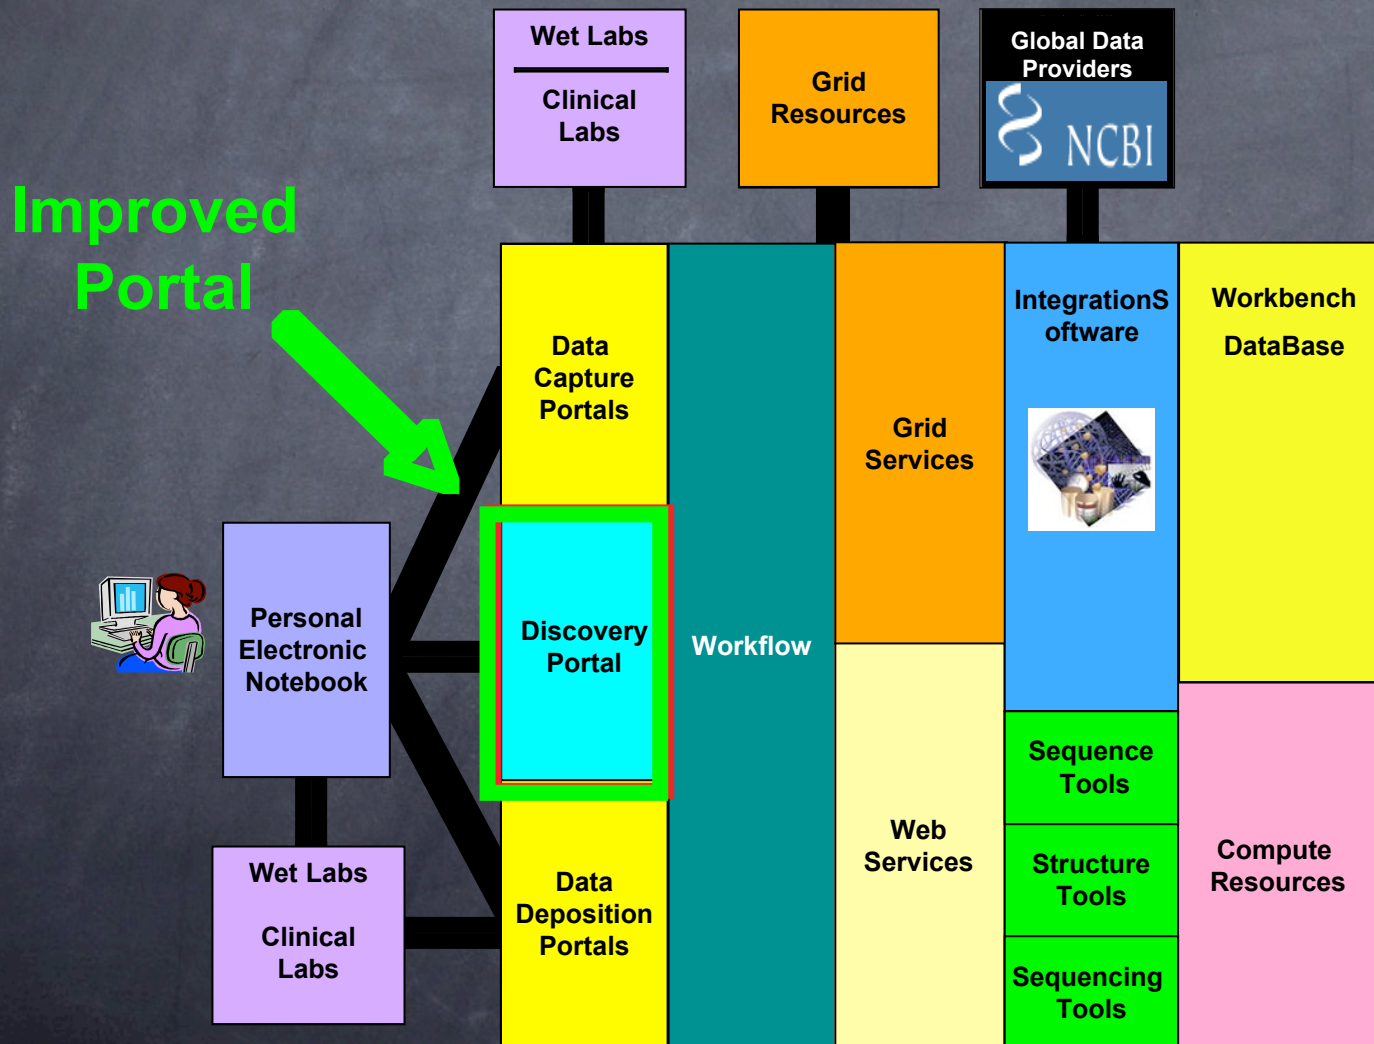 Wet Labs
Clinical
Labs
Grid
Resources
Global Data
Providers
NCBI
Improved
Portal
Data
Capture
Portals
IntegrationS
oftware
Workbench
DataBase
Grid
Services
Personal
Electronic
Notebook
Discovery
Portal
Workflow
Sequence
Tools
Web
Services
Structure
Tools
Compute
Resources
Wet Labs
Clinical
Labs
Data
Deposition
Portals
Sequencing
Tools